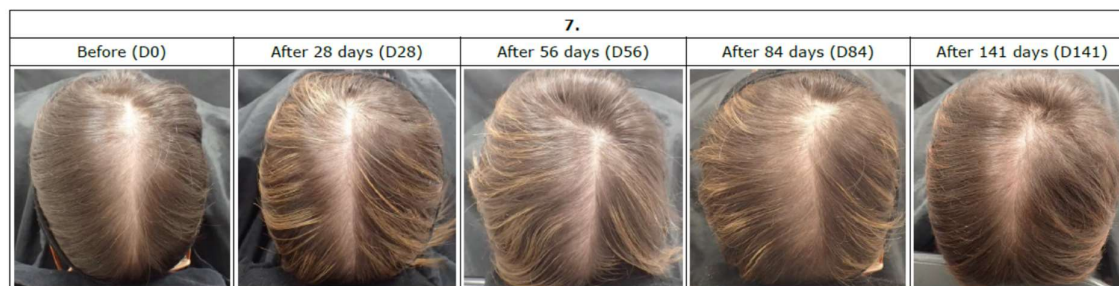 7.
Before (D0)
After 28 days (D28)
After 56 days (D56)
After 84 days (D84)
After 141 days (D141)